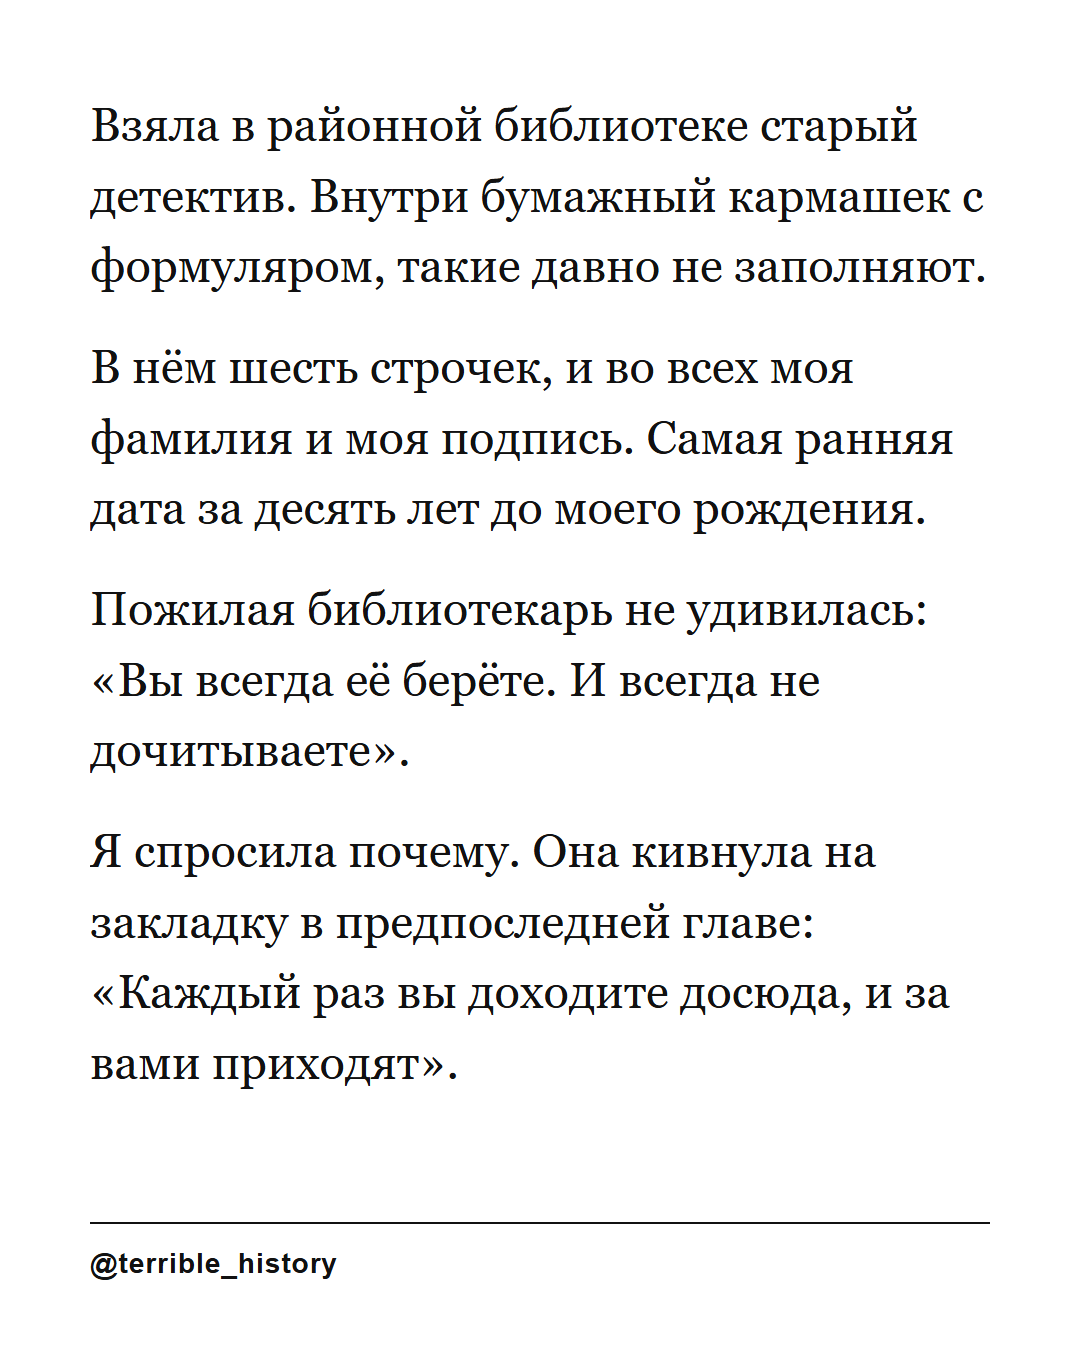 Взяла в районной библиотеке старый
детектив. Внутри бумажный кармашек с
формуляром, такие давно не заполняют.
В нём шесть строчек, и во всех моя
фамилия и моя подпись. Самая ранняя
дата за десять лет до моего рождения.
Пожилая библиотекарь не удивилась:
«Вы всегда её берёте. И всегда не
дочитываете».
Я спросила почему. Она кивнула на
закладку в предпоследней главе:
«Каждый раз вы доходите досюда, и за
вами приходят».
@terrible_history